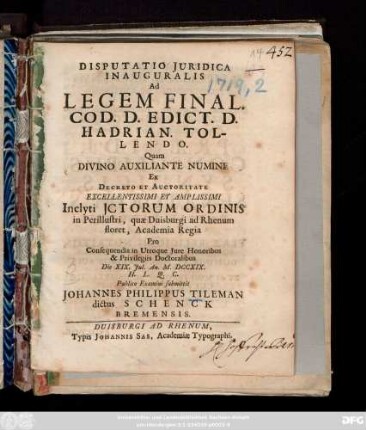 14 452
1719,2
DISPUTATIO JURIDICA
INAUGURALIS
Ad
LEGEM FINAL.
COD. D. EDICT. D.
HADRIAN. TOL-
LENDO.
Quam
DIVINO AUXILIANTE NUMINE
Ex
DECRETO ET AUCTORITATE
EXCELLENTISSIMI ET AMPLISSIMI
Inclyti JCTORUM ORDINIS
in Perillustri, quæ Duisburgi ad Rhenum
floret, Academia Regia
Pro
Consequendis in Utroque Jure Honoribus
& Privilegiis Doctoralibus
Die XIX. Jul. An. M. DCCXIX.
H. L. Q. C.
Publico Examini submittit
JOHANNES PHILIPPUS TILEMAN
dictus SCHENCK
BREMENSIS.
DUISBURGI AD RHENUM,
Typis JOHANNIS SAS, Academiæ Typographi.
DFG